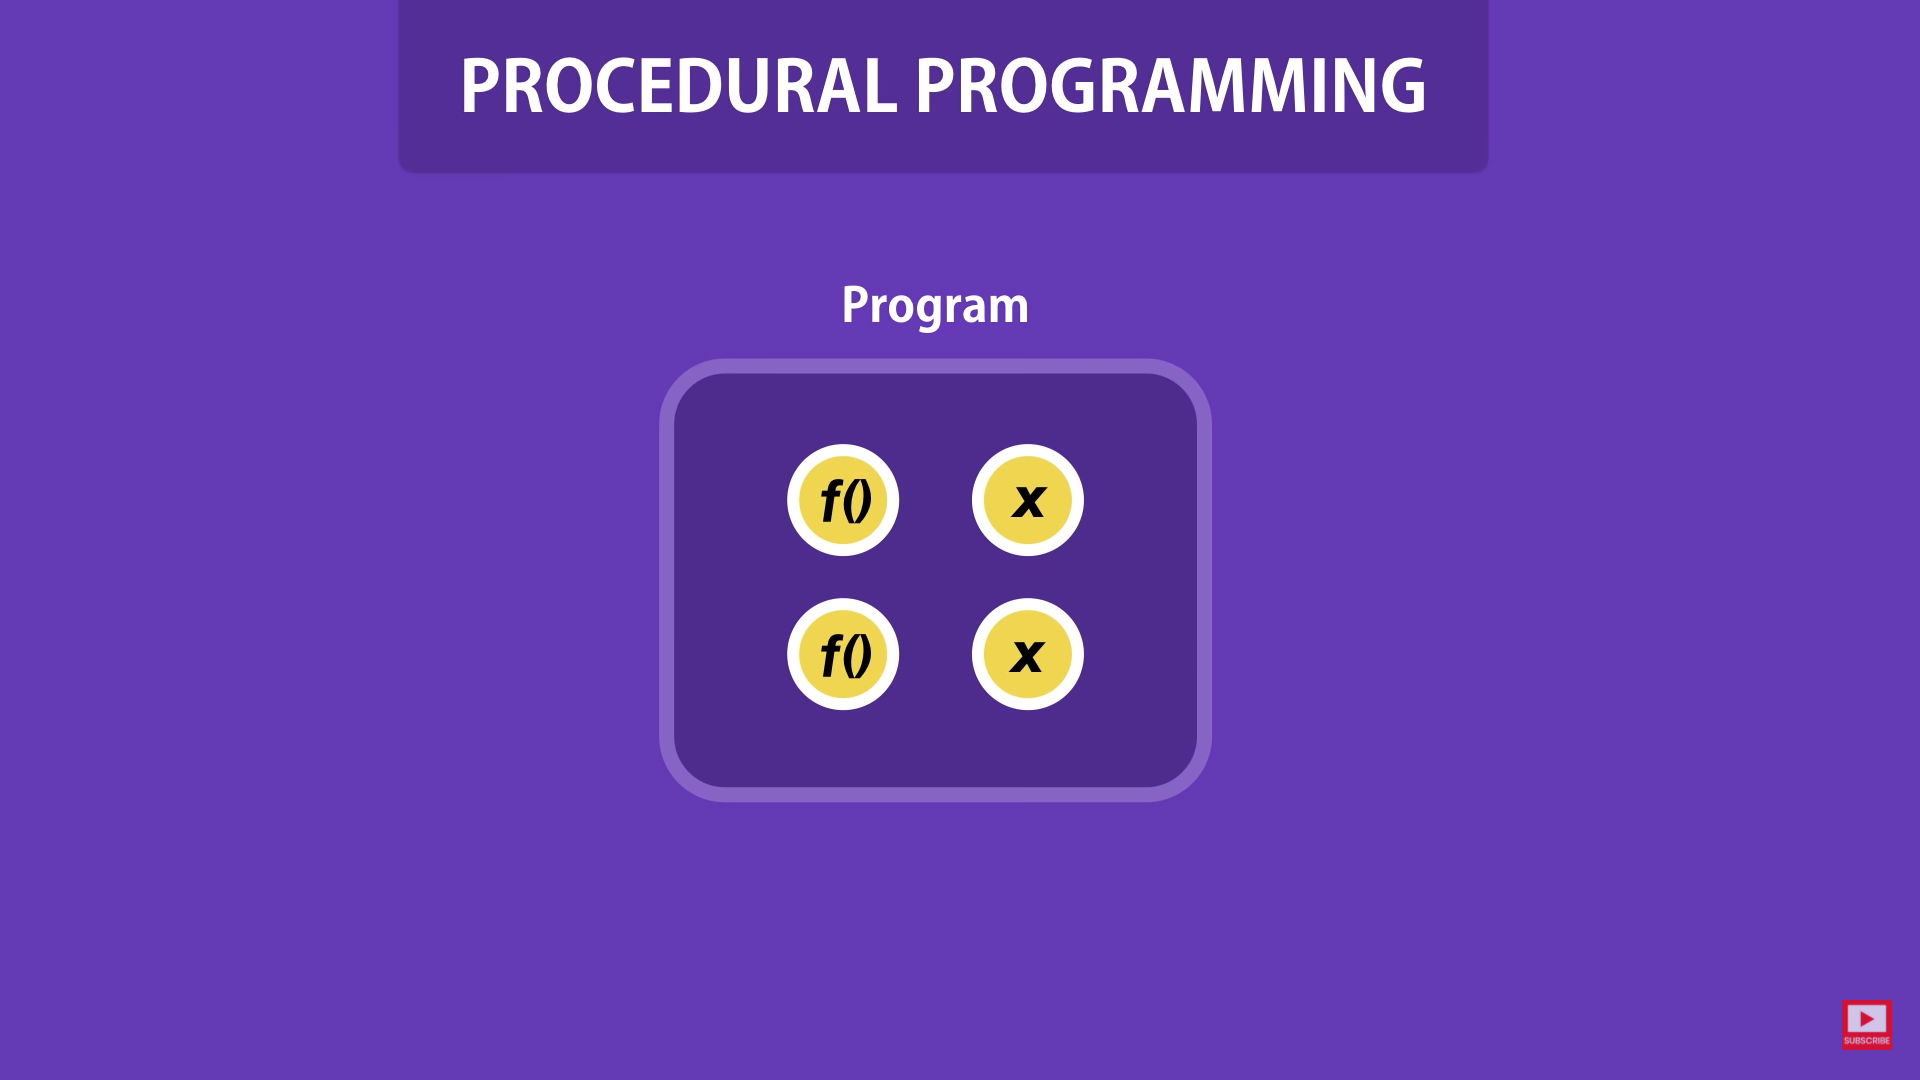 PROCEDURAL PROGRAMMING
Program
f() x
f() x
SUBSCRIBE